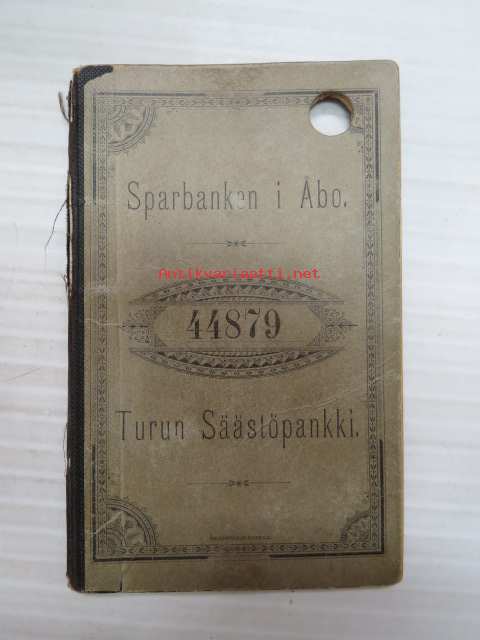 Sparbanken i Åbo.
Antikvariaatti.net
44879
Turun Säästöpankki.